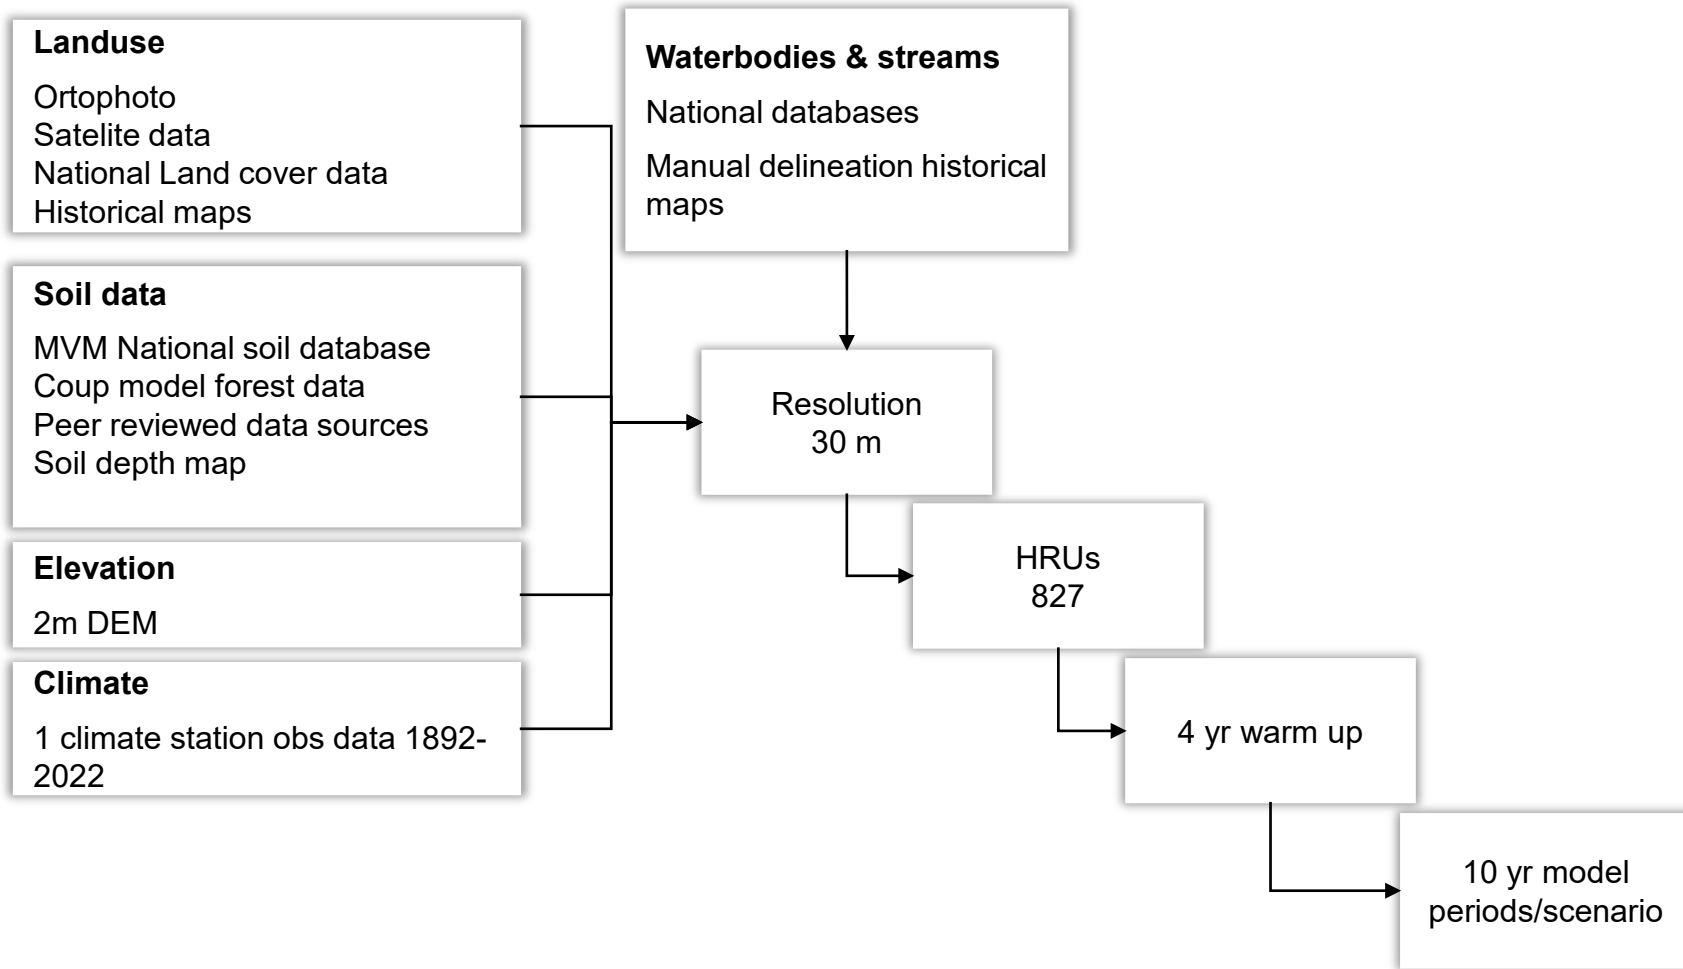 Landuse
Ortophoto
Satelite data
National Land cover data
Historical maps
Waterbodies & streams
National databases
Manual delineation historical
maps
Soil data
MVM National soil database
Coup model forest data
Peer reviewed data sources
Soil depth map
Elevation
2m DEM
Climate
1 climate station obs data 1892-
2022
Resolution
30 m
HRUs
827
4 yr warm up
10 yr model
periods/scenario